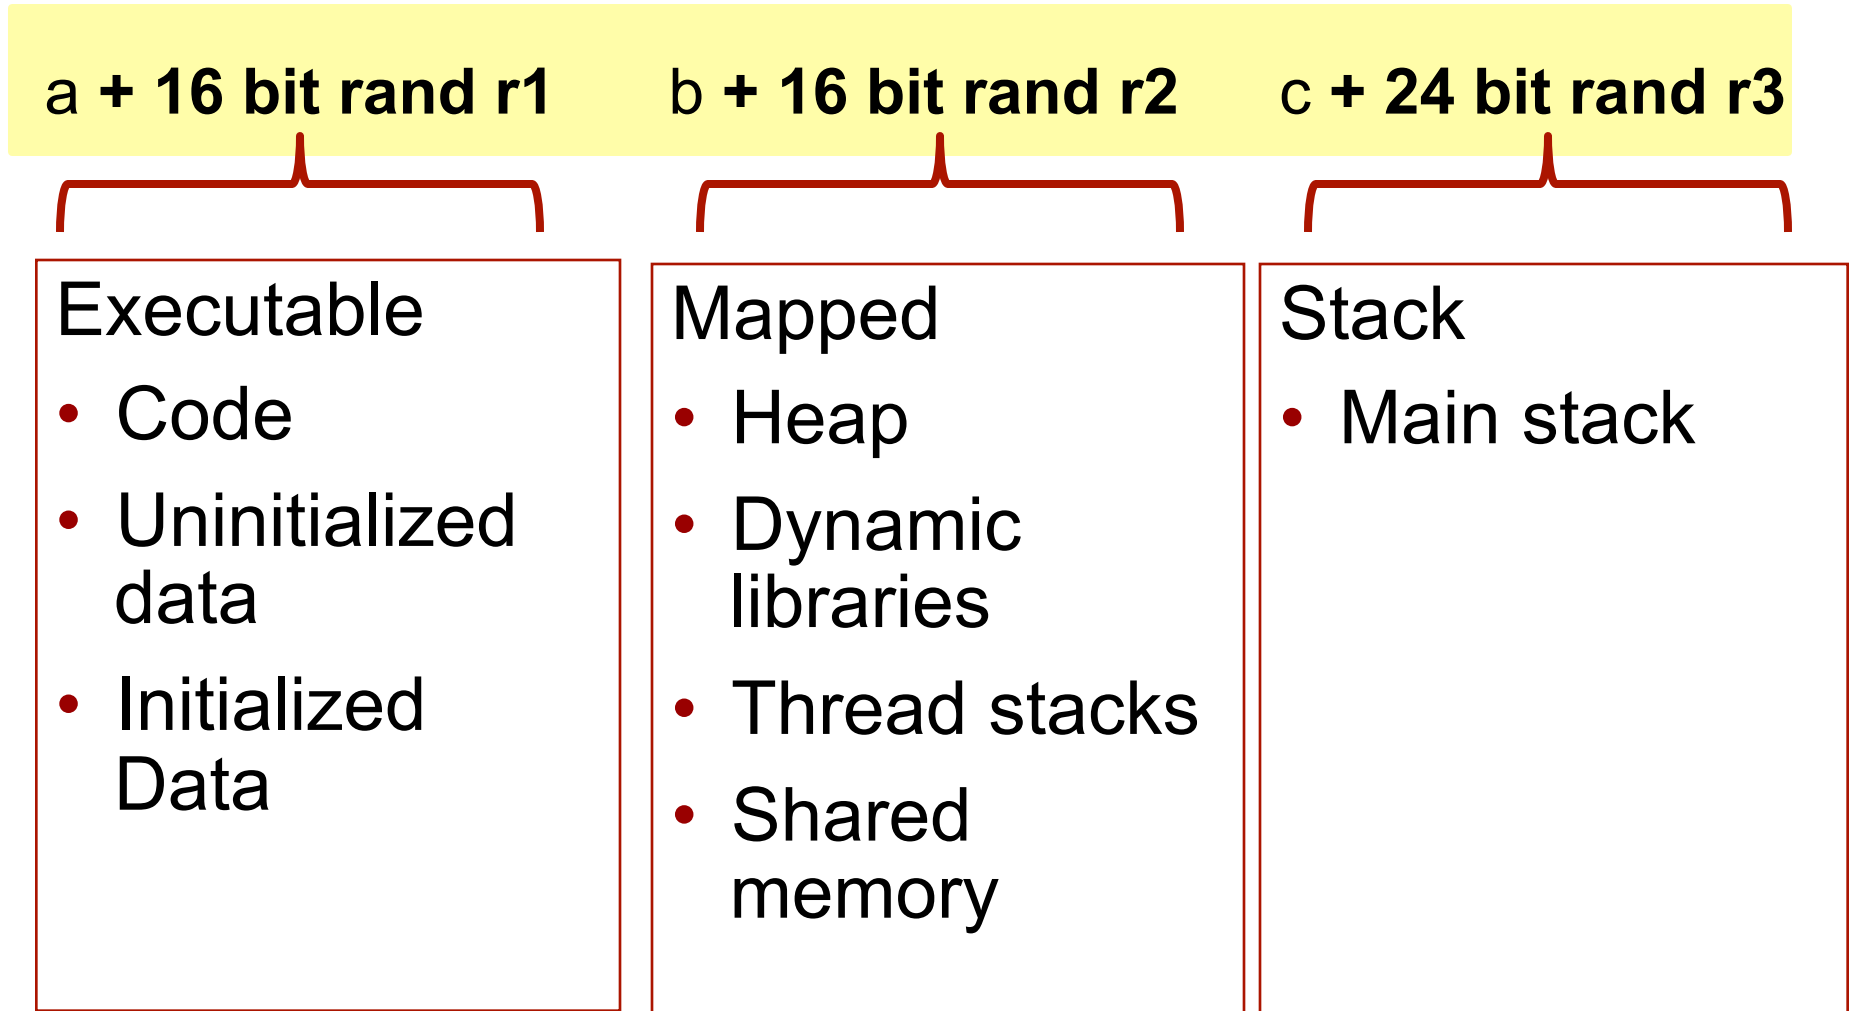 a + 16 bit rand r1
b + 16 bit rand r2
c + 24 bit rand r3
Executable
• Code
• Uninitialized
data
• Initialized
Data
Mapped
• Heap
• Dynamic
libraries
• Thread stacks
• Shared
memory
Stack
• Main stack